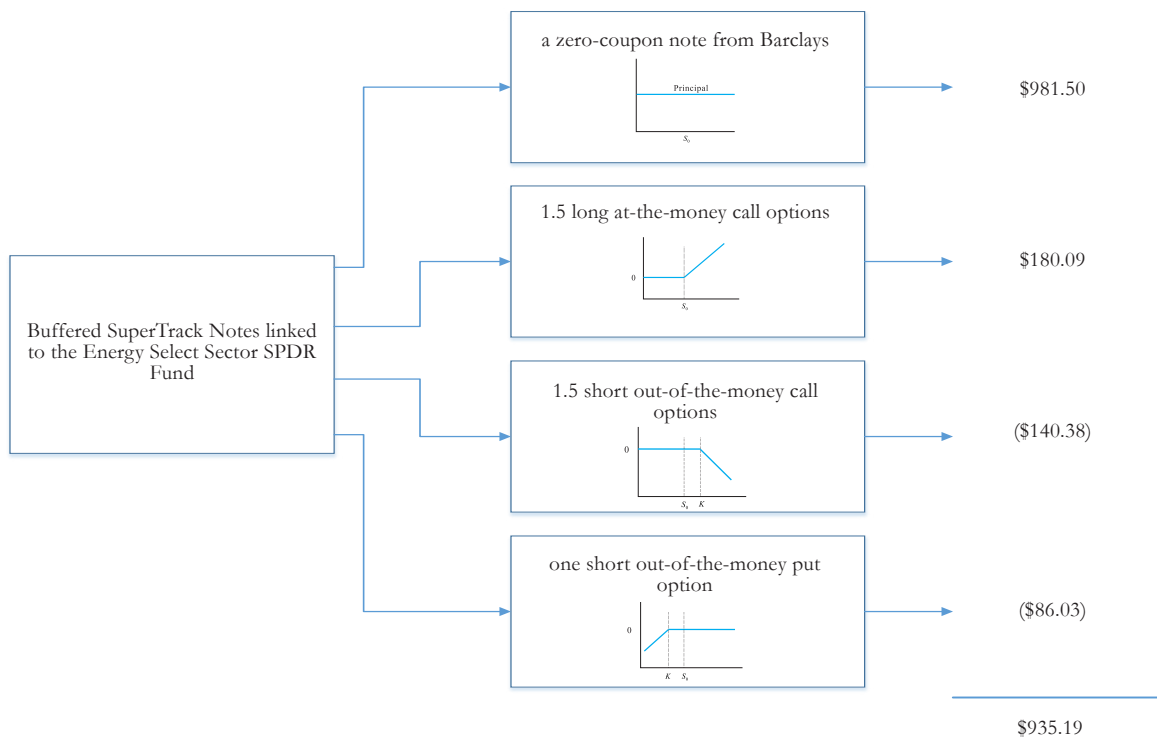 a zero-coupon note from Barclays
Principal
S₀
$981.50
1.5 long at-the-money call options
0
S₀
$180.09
Buffered SuperTrack Notes linked
to the Energy Select Sector SPDR
Fund
1.5 short out-of-the-money call
options
0
S₀ K
($140.38)
one short out-of-the-money put
option
0
K S₀
($86.03)
$935.19